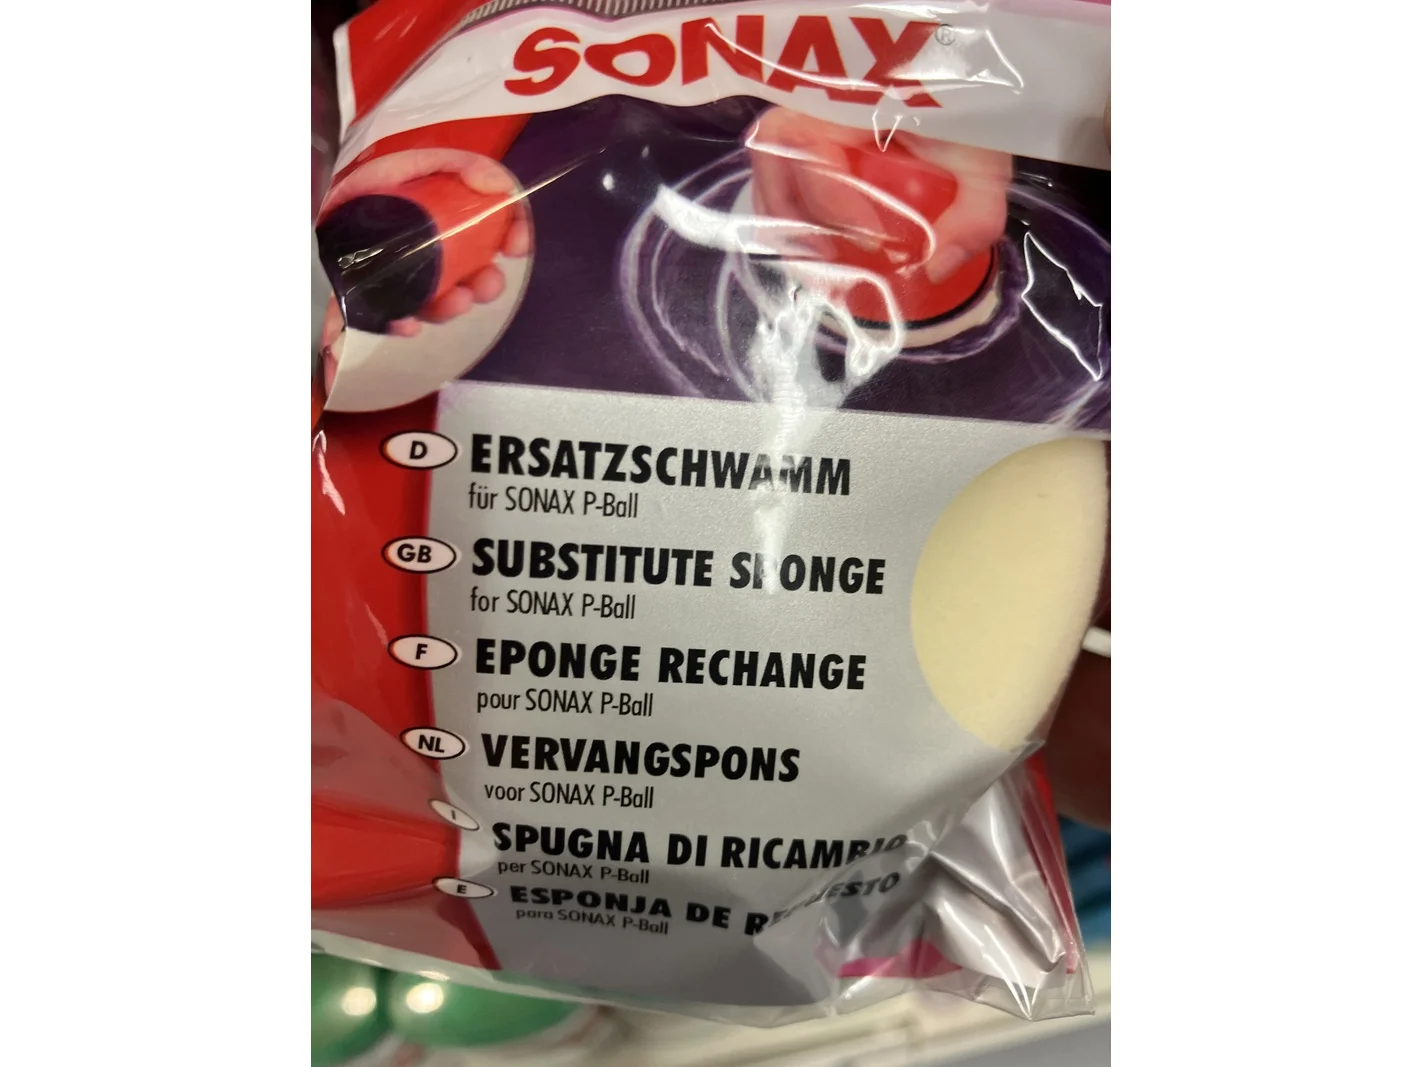 SONAX®
D ERSATZSCHWAMM
für SONAX P-Ball
GB SUBSTITUTE SPONGE
for SONAX P-Ball
F EPONGE RECHANGE
pour SONAX P-Ball
NL VERVANGSPONS
voor SONAX P-Ball
I SPUGNA DI RICAMBIO
per SONAX P-Ball
E ESPONJA DE
para SONAX P-Ball